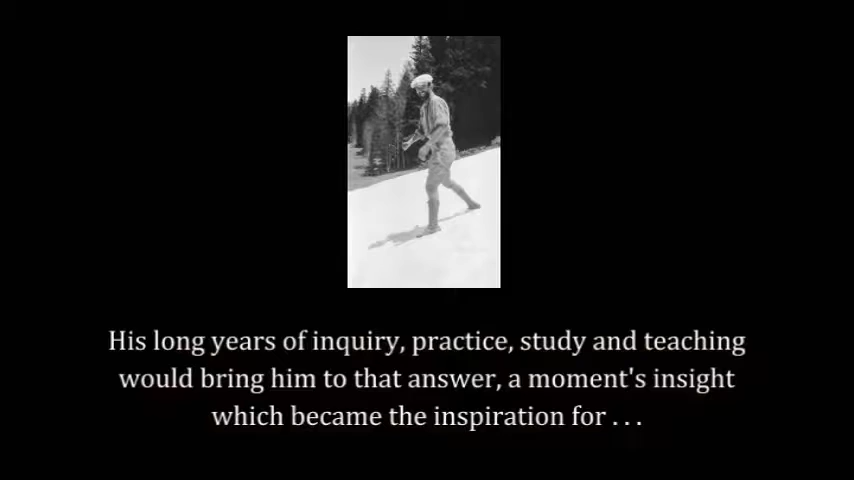 His long years of inquiry, practice, study and teaching
would bring him to that answer, a moment's insight
which became the inspiration for . . .